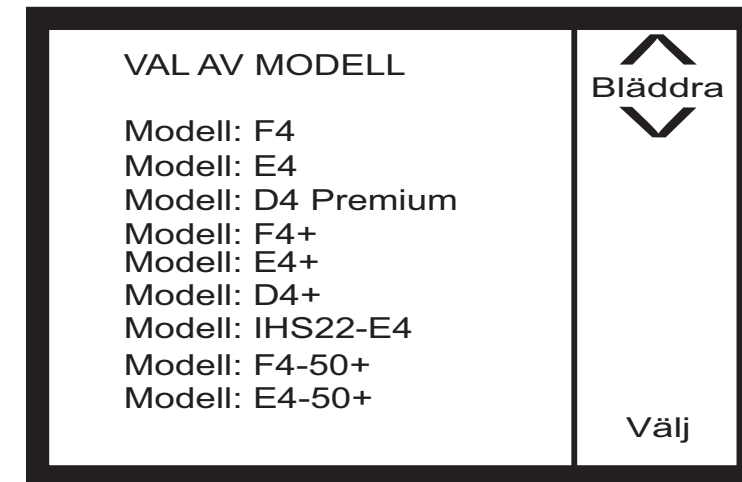 VAL AV MODELL
Modell: F4
Modell: E4
Modell: D4 Premium
Modell: F4+
Modell: E4+
Modell: D4+
Modell: IHS22-E4
Modell: F4-50+
Modell: E4-50+
Bläddra
Välj